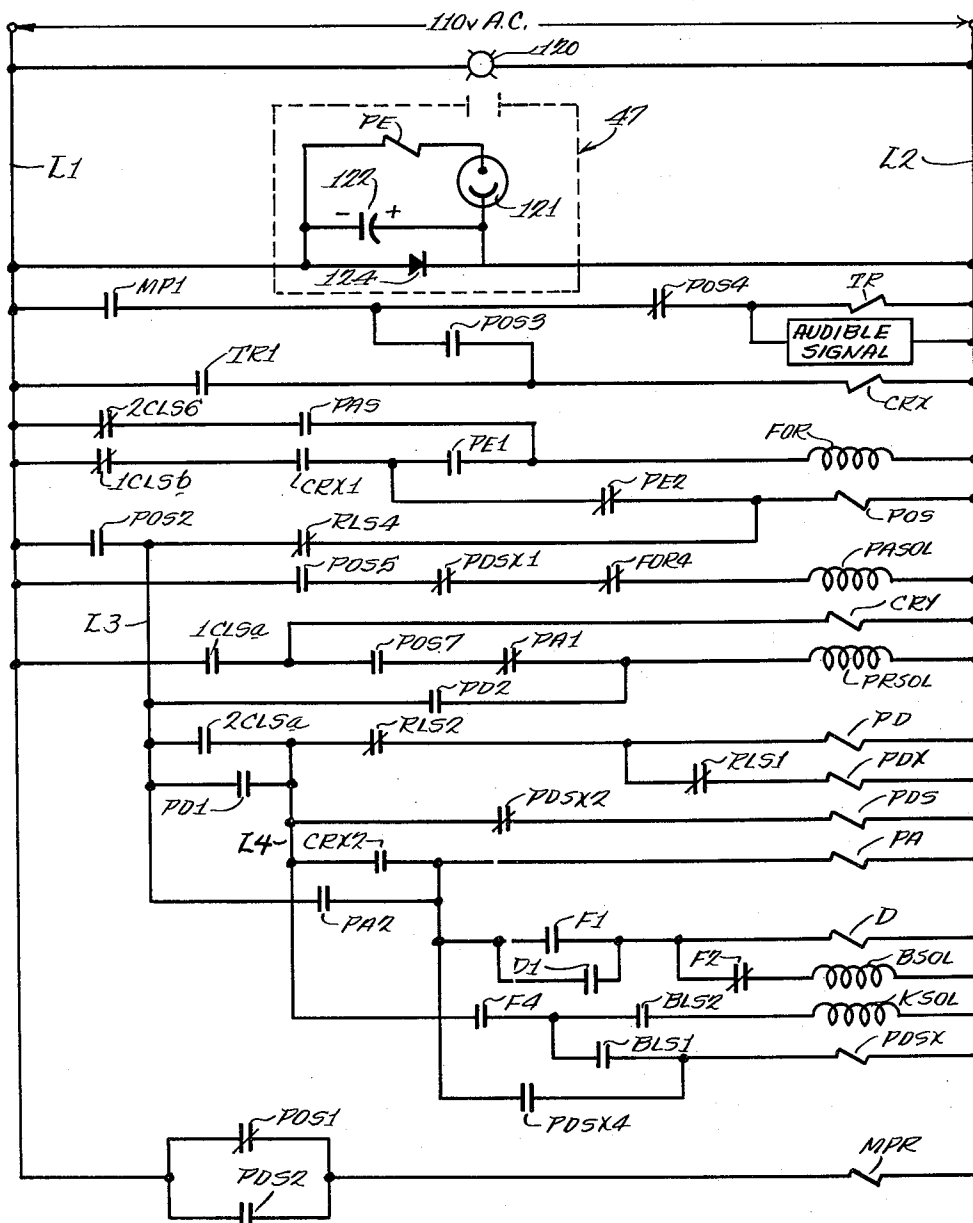 110v A.C.
120
47
PE
L1
L2
122
121
- +
124
MP1
POS4
TR
POS3
AUDIBLE
SIGNAL
TR1
CRX
2CLS6
PAS
FOR
PE1
1CLSb
CRX1
PE2
POS2
RLS4
POS
POS5
PDSX1
FOR4
PASOL
L3
CRY
1CLSa
POS7
PA1
PRSOL
PD2
2CLSa
RLS2
PD
RLS1
PDX
PD1
PDSX2
PDS
L4
CRX2
PA
PA2
F1
D
D1
F2
BSOL
F4
BLS2
KSOL
BLS1
PDSX
PDSX4
POS1
PDS2
MPR